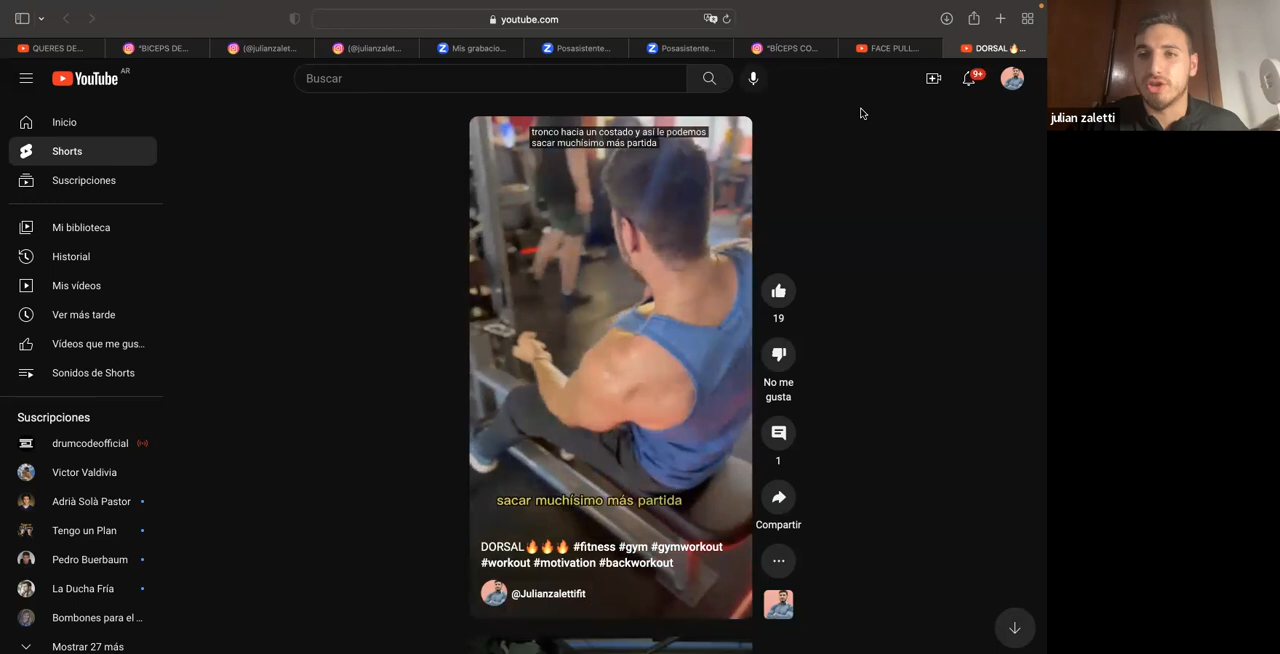 youtube.com
QUERES DE...
"BICEPS DE...
(@julianzalet...
(@julianzalet...
Mis grabacio...
Posasistente...
Posasistente...
"BÍCEPS CO...
FACE PULL...
DORSAL🔥...
YouTube AR
Buscar
9+
julian zaletti
Inicio
Shorts
Suscripciones
Mi biblioteca
Historial
Mis vídeos
Ver más tarde
Vídeos que me gus...
Sonidos de Shorts
Suscripciones
drumcodeofficial
Victor Valdivia
Adrià Solà Pastor
Tengo un Plan
Pedro Buerbaum
La Ducha Fría
Bombones para el ...
Mostrar 27 más
tronco hacia un costado y así le podemos
sacar muchísimo más partida
sacar muchísimo más partida
DORSAL🔥🔥🔥 #fitness #gym #gymworkout
#workout #motivation #backworkout
@Julianzalettifit
19
No me
gusta
1
Compartir